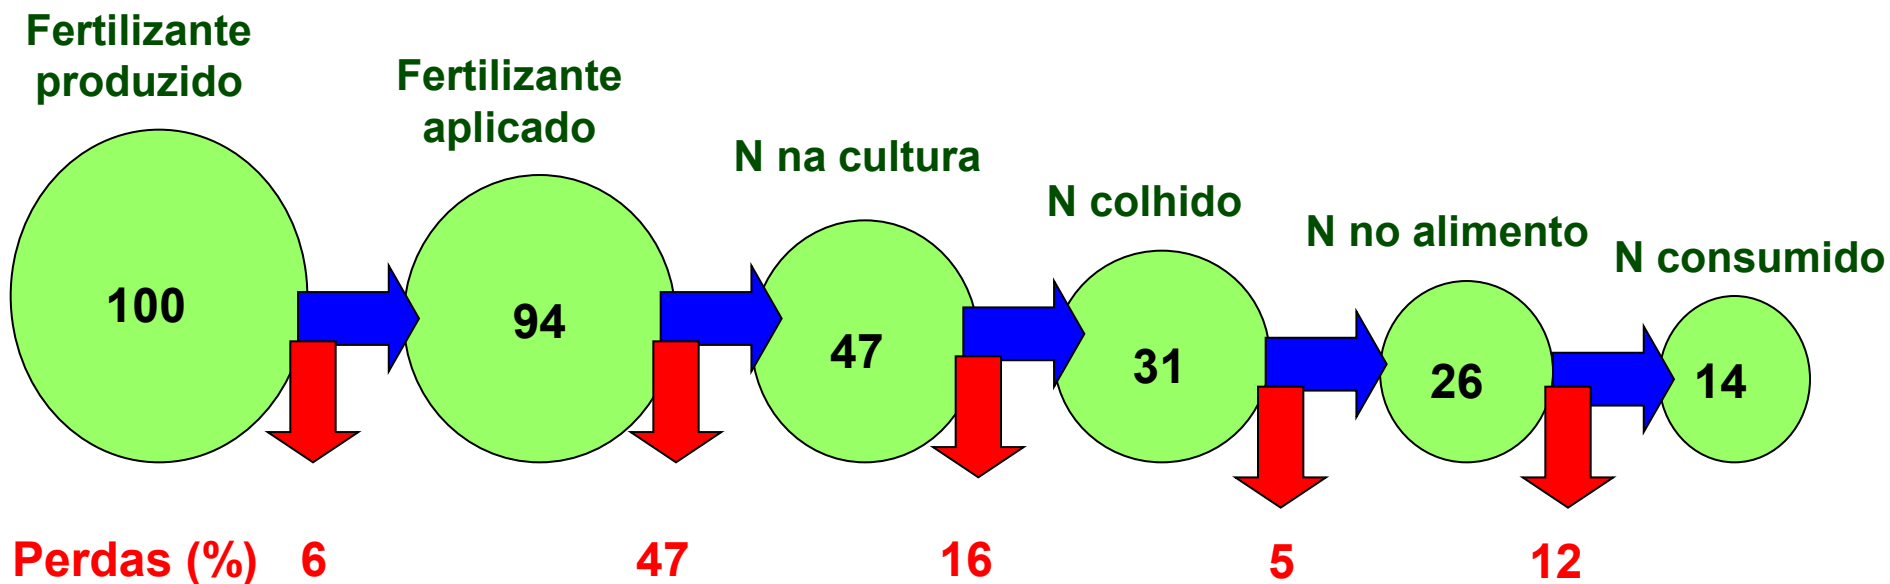 Fertilizante
produzido
Fertilizante
aplicado
N na cultura
N colhido
N no alimento
N consumido
100
94
47
31
26
14
Perdas (%) 6 47 16 5 12